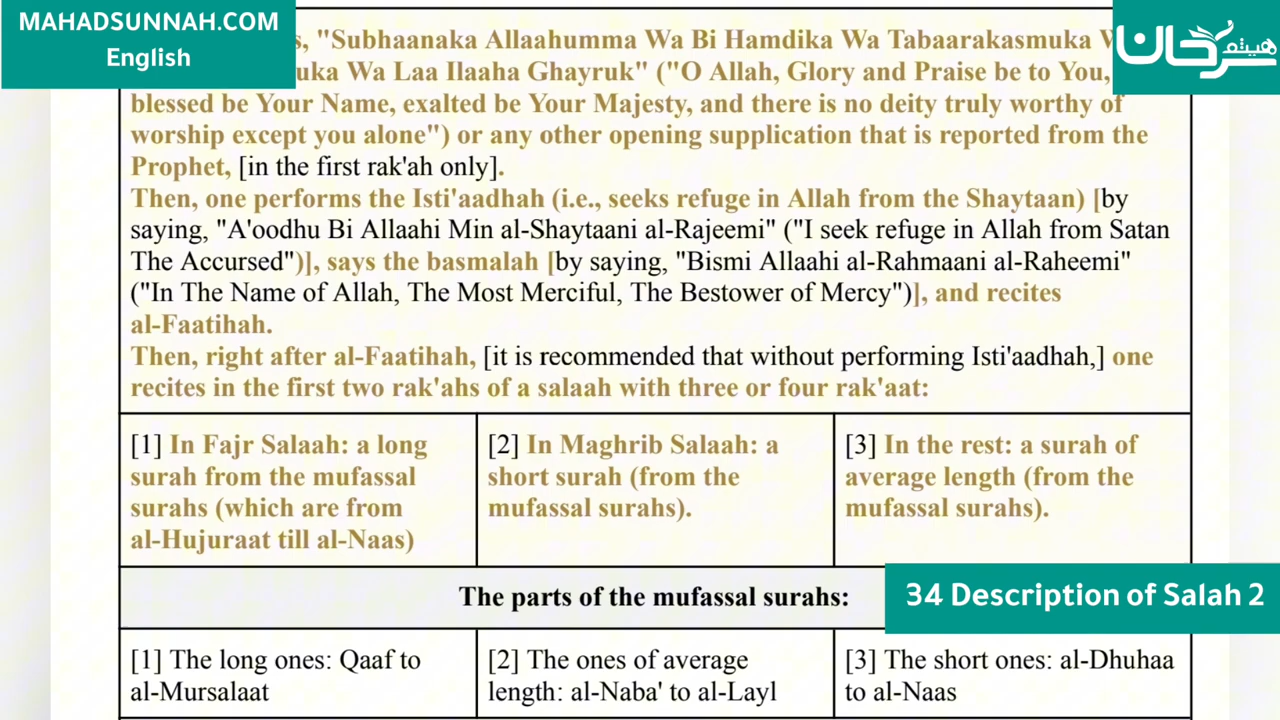 MAHADSUNNAH.COM
English
s, "Subhaanaka Allaahumma Wa Bi Hamdika Wa Tabaarakasmuka
uka Wa Laa Ilaaha Ghayruk" ("O Allah, Glory and Praise be to You,
blessed be Your Name, exalted be Your Majesty, and there is no deity truly worthy of
worship except you alone") or any other opening supplication that is reported from the
Prophet, [in the first rak'ah only].
Then, one performs the Isti'aadhah (i.e., seeks refuge in Allah from the Shaytaan) [by
saying, "A'oodhu Bi Allaahi Min al-Shaytaani al-Rajeemi" ("I seek refuge in Allah from Satan
The Accursed")], says the basmalah [by saying, "Bismi Allaahi al-Rahmaani al-Raheemi"
("In The Name of Allah, The Most Merciful, The Bestower of Mercy")], and recites
al-Faatihah.
Then, right after al-Faatihah, [it is recommended that without performing Isti'aadhah,] one
recites in the first two rak'ahs of a salaah with three or four rak'aat:
[1] In Fajr Salaah: a long
surah from the mufassal
surahs (which are from
al-Hujuraat till al-Naas)
[2] In Maghrib Salaah: a
short surah (from the
mufassal surahs).
[3] In the rest: a surah of
average length (from the
mufassal surahs).
The parts of the mufassal surahs:
34 Description of Salah 2
[1] The long ones: Qaaf to
al-Mursalaat
[2] The ones of average
length: al-Naba' to al-Layl
[3] The short ones: al-Dhuhaa
to al-Naas